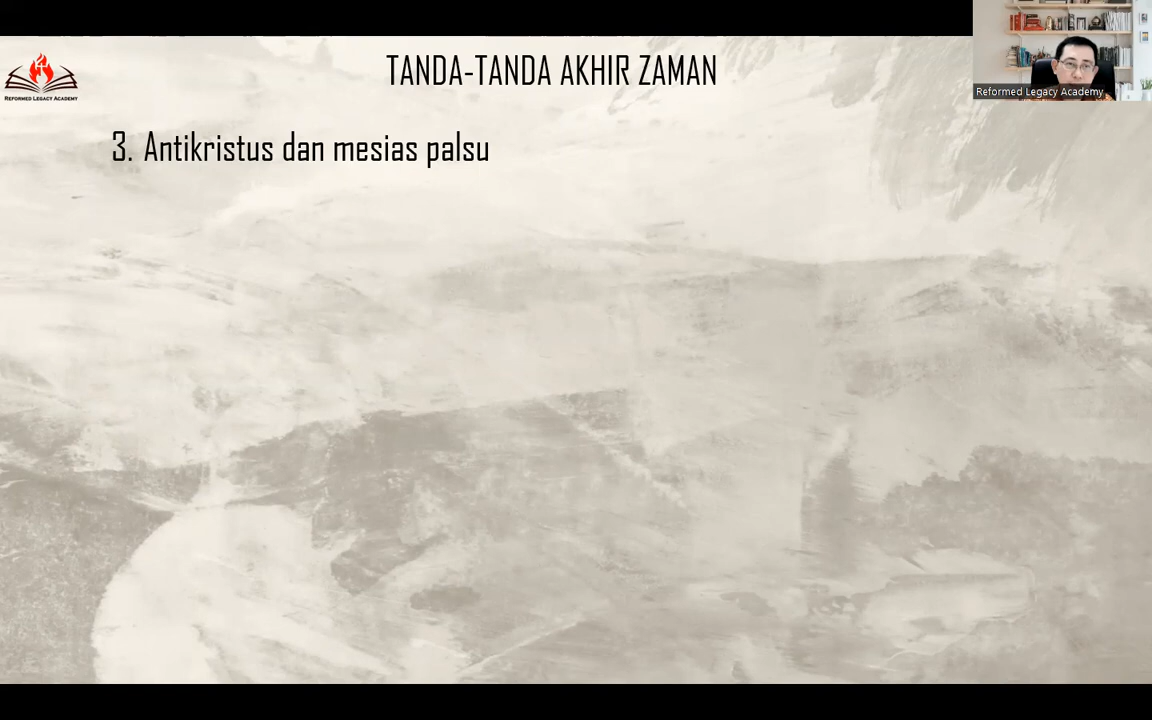 TANDA-TANDA AKHIR ZAMAN
REFORMED LEGACY ACADEMY
Reformed Legacy Academy
3. Antikristus dan mesias palsu